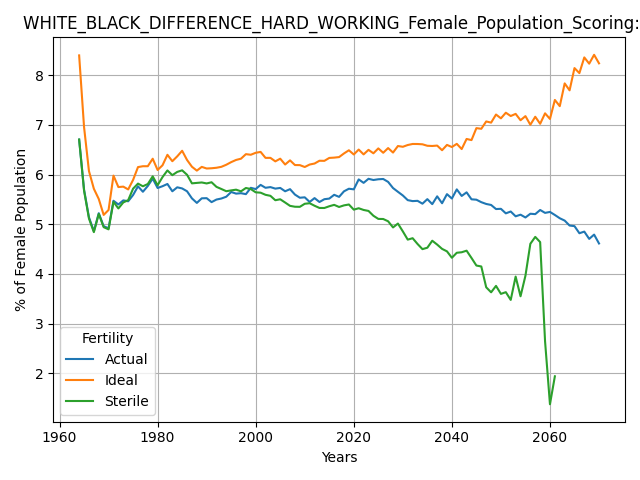 WHITE_BLACK_DIFFERENCE_HARD_WORKING_Female_Population_Scoring:
% of Female Population
8
7
6
5
4
3
2
Fertility
Actual
Ideal
Sterile
1960
1980
2000
2020
2040
2060
Years